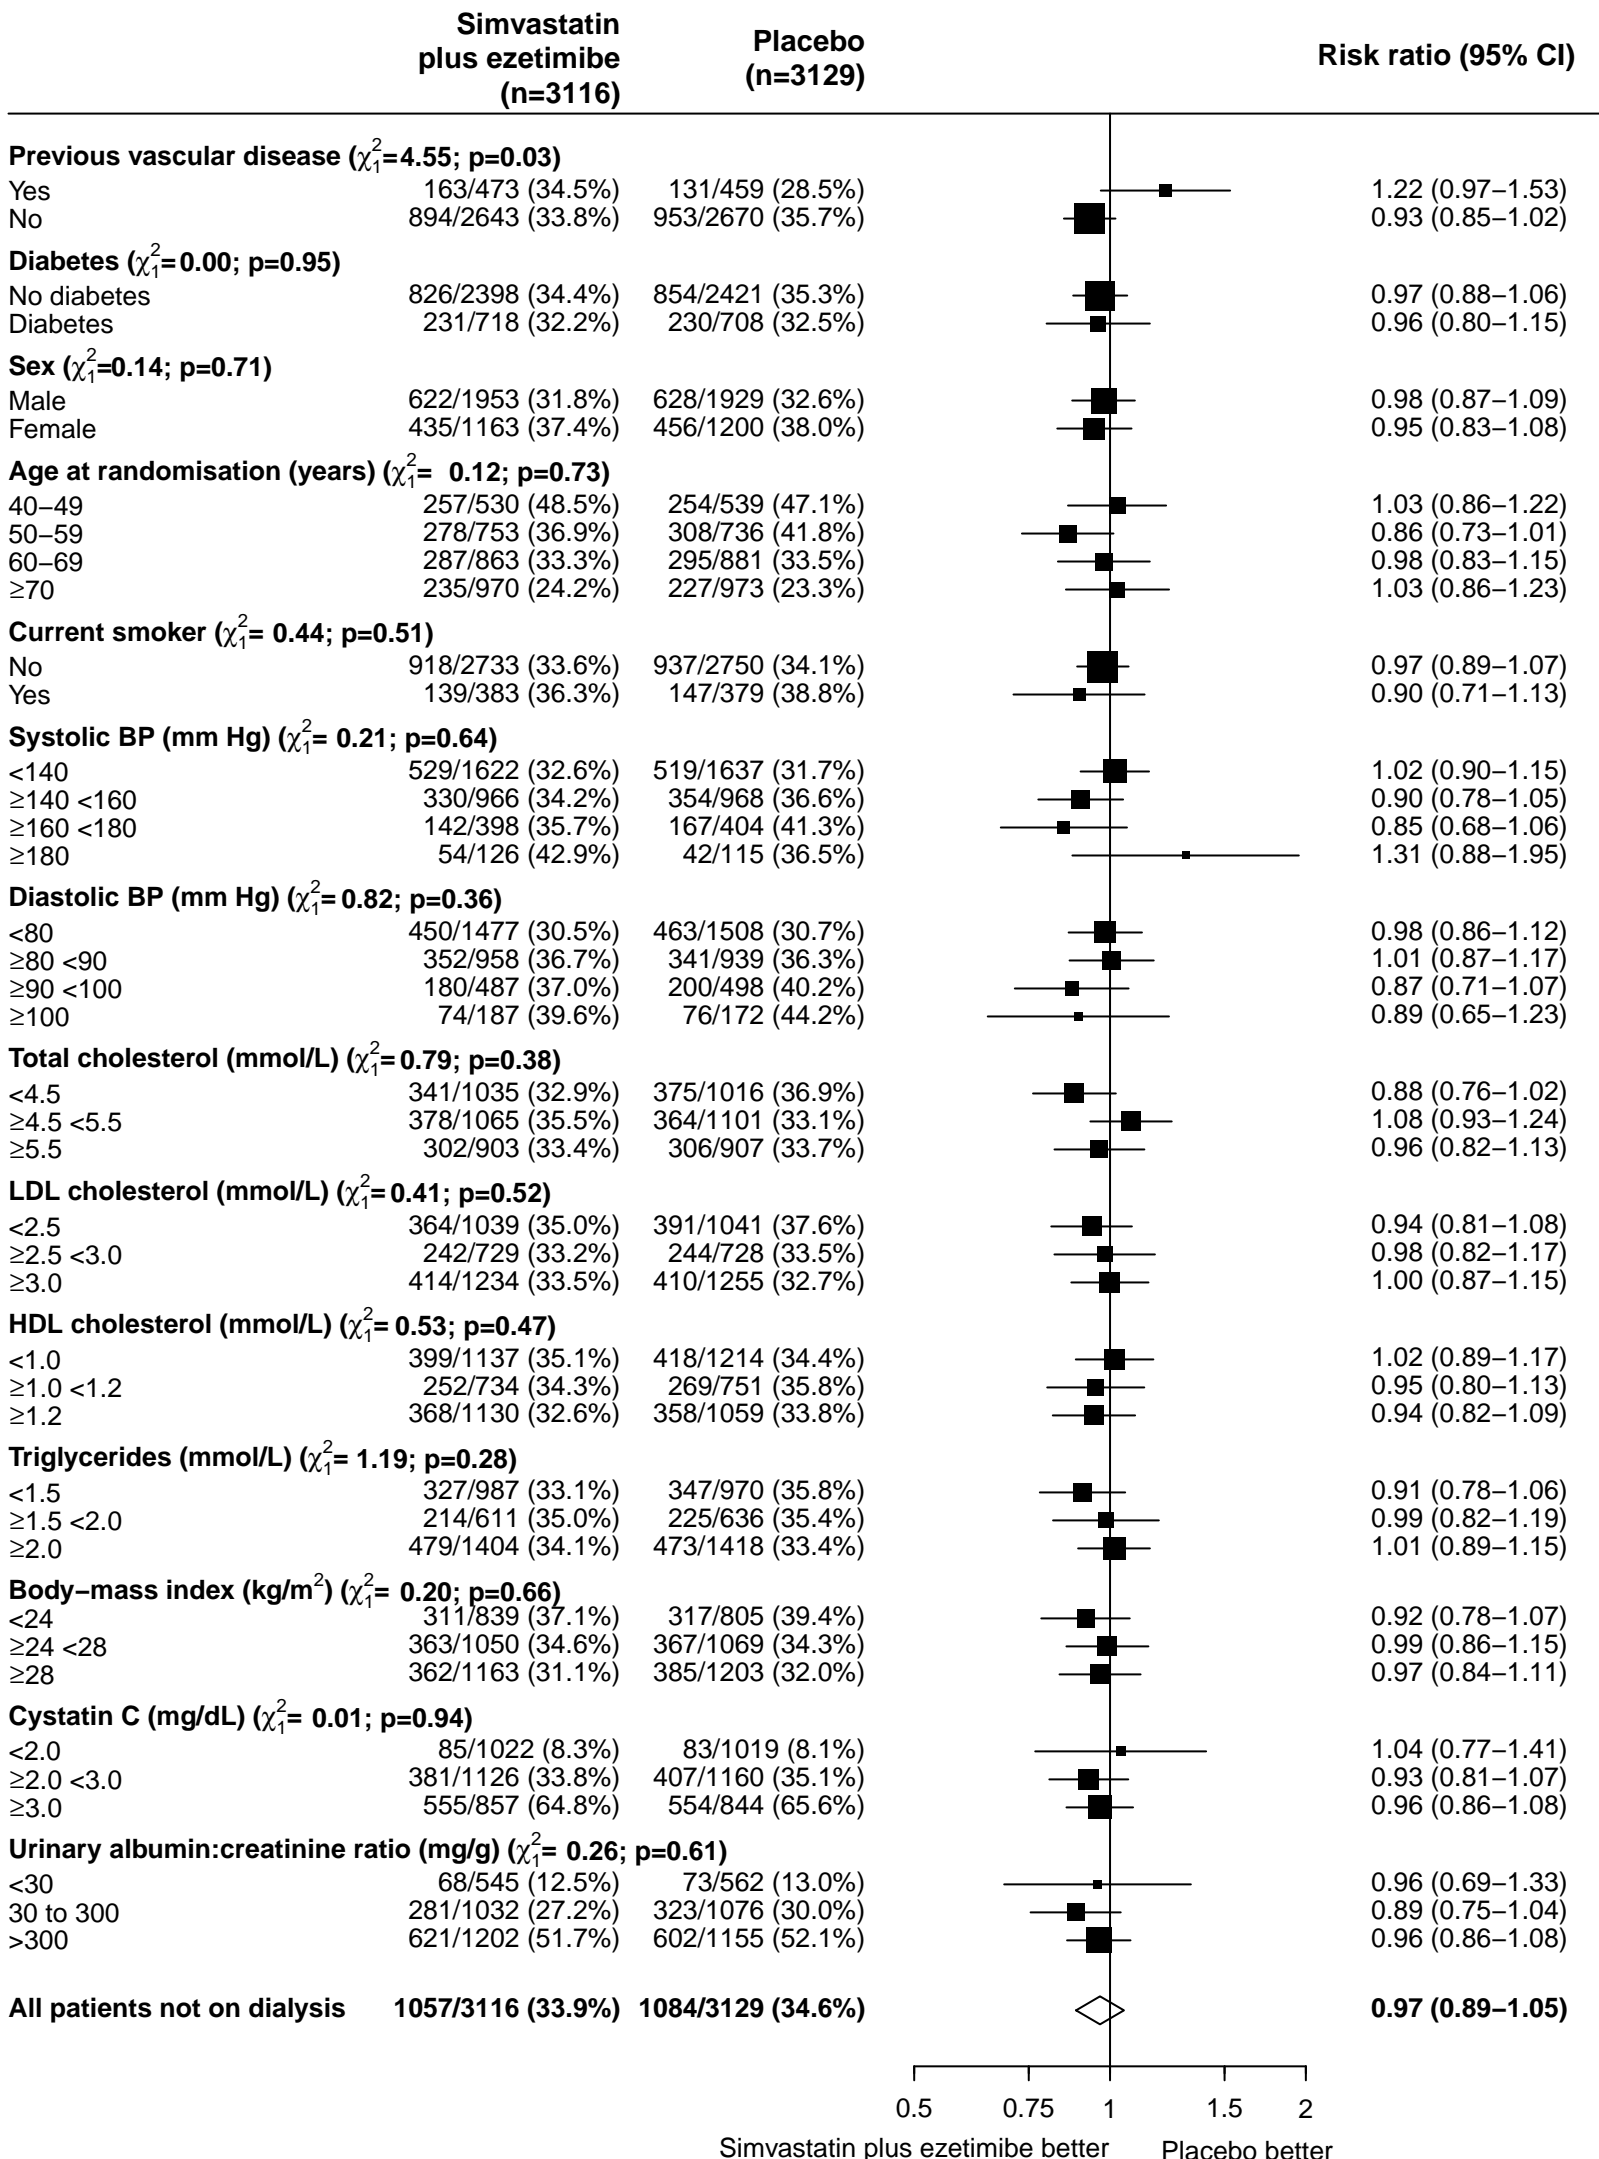 Simvastatin plus ezetimibe (n=3116) Placebo (n=3129) Risk ratio (95% CI)
Previous vascular disease (χ²₁=4.55; p=0.03)
Yes 163/473 (34.5%) 131/459 (28.5%) 1.22 (0.97−1.53)
No 894/2643 (33.8%) 953/2670 (35.7%) 0.93 (0.85−1.02)
Diabetes (χ²₁=0.00; p=0.95)
No diabetes 826/2398 (34.4%) 854/2421 (35.3%) 0.97 (0.88−1.06)
Diabetes 231/718 (32.2%) 230/708 (32.5%) 0.96 (0.80−1.15)
Sex (χ²₁=0.14; p=0.71)
Male 622/1953 (31.8%) 628/1929 (32.6%) 0.98 (0.87−1.09)
Female 435/1163 (37.4%) 456/1200 (38.0%) 0.95 (0.83−1.08)
Age at randomisation (years) (χ²₁= 0.12; p=0.73)
40−49 257/530 (48.5%) 254/539 (47.1%) 1.03 (0.86−1.22)
50−59 278/753 (36.9%) 308/736 (41.8%) 0.86 (0.73−1.01)
60−69 287/863 (33.3%) 295/881 (33.5%) 0.98 (0.83−1.15)
≥70 235/970 (24.2%) 227/973 (23.3%) 1.03 (0.86−1.23)
Current smoker (χ²₁= 0.44; p=0.51)
No 918/2733 (33.6%) 937/2750 (34.1%) 0.97 (0.89−1.07)
Yes 139/383 (36.3%) 147/379 (38.8%) 0.90 (0.71−1.13)
Systolic BP (mm Hg) (χ²₁= 0.21; p=0.64)
<140 529/1622 (32.6%) 519/1637 (31.7%) 1.02 (0.90−1.15)
≥140 <160 330/966 (34.2%) 354/968 (36.6%) 0.90 (0.78−1.05)
≥160 <180 142/398 (35.7%) 167/404 (41.3%) 0.85 (0.68−1.06)
≥180 54/126 (42.9%) 42/115 (36.5%) 1.31 (0.88−1.95)
Diastolic BP (mm Hg) (χ²₁= 0.82; p=0.36)
<80 450/1477 (30.5%) 463/1508 (30.7%) 0.98 (0.86−1.12)
≥80 <90 352/958 (36.7%) 341/939 (36.3%) 1.01 (0.87−1.17)
≥90 <100 180/487 (37.0%) 200/498 (40.2%) 0.87 (0.71−1.07)
≥100 74/187 (39.6%) 76/172 (44.2%) 0.89 (0.65−1.23)
Total cholesterol (mmol/L) (χ²₁= 0.79; p=0.38)
<4.5 341/1035 (32.9%) 375/1016 (36.9%) 0.88 (0.76−1.02)
≥4.5 <5.5 378/1065 (35.5%) 364/1101 (33.1%) 1.08 (0.93−1.24)
≥5.5 302/903 (33.4%) 306/907 (33.7%) 0.96 (0.82−1.13)
LDL cholesterol (mmol/L) (χ²₁= 0.41; p=0.52)
<2.5 364/1039 (35.0%) 391/1041 (37.6%) 0.94 (0.81−1.08)
≥2.5 <3.0 242/729 (33.2%) 244/728 (33.5%) 0.98 (0.82−1.17)
≥3.0 414/1234 (33.5%) 410/1255 (32.7%) 1.00 (0.87−1.15)
HDL cholesterol (mmol/L) (χ²₁= 0.53; p=0.47)
<1.0 399/1137 (35.1%) 418/1214 (34.4%) 1.02 (0.89−1.17)
≥1.0 <1.2 252/734 (34.3%) 269/751 (35.8%) 0.95 (0.80−1.13)
≥1.2 368/1130 (32.6%) 358/1059 (33.8%) 0.94 (0.82−1.09)
Triglycerides (mmol/L) (χ²₁= 1.19; p=0.28)
<1.5 327/987 (33.1%) 347/970 (35.8%) 0.91 (0.78−1.06)
≥1.5 <2.0 214/611 (35.0%) 225/636 (35.4%) 0.99 (0.82−1.19)
≥2.0 479/1404 (34.1%) 473/1418 (33.4%) 1.01 (0.89−1.15)
Body−mass index (kg/m²) (χ²₁= 0.20; p=0.66)
<24 311/839 (37.1%) 317/805 (39.4%) 0.92 (0.78−1.07)
≥24 <28 363/1050 (34.6%) 367/1069 (34.3%) 0.99 (0.86−1.15)
≥28 362/1163 (31.1%) 385/1203 (32.0%) 0.97 (0.84−1.11)
Cystatin C (mg/dL) (χ²₁= 0.01; p=0.94)
<2.0 85/1022 (8.3%) 83/1019 (8.1%) 1.04 (0.77−1.41)
≥2.0 <3.0 381/1126 (33.8%) 407/1160 (35.1%) 0.93 (0.81−1.07)
≥3.0 555/857 (64.8%) 554/844 (65.6%) 0.96 (0.86−1.08)
Urinary albumin:creatinine ratio (mg/g) (χ²₁= 0.26; p=0.61)
<30 68/545 (12.5%) 73/562 (13.0%) 0.96 (0.69−1.33)
30 to 300 281/1032 (27.2%) 323/1076 (30.0%) 0.89 (0.75−1.04)
>300 621/1202 (51.7%) 602/1155 (52.1%) 0.96 (0.86−1.08)
All patients not on dialysis 1057/3116 (33.9%) 1084/3129 (34.6%) 0.97 (0.89−1.05)
0.5 0.75 1 1.5 2
Simvastatin plus ezetimibe better Placebo better